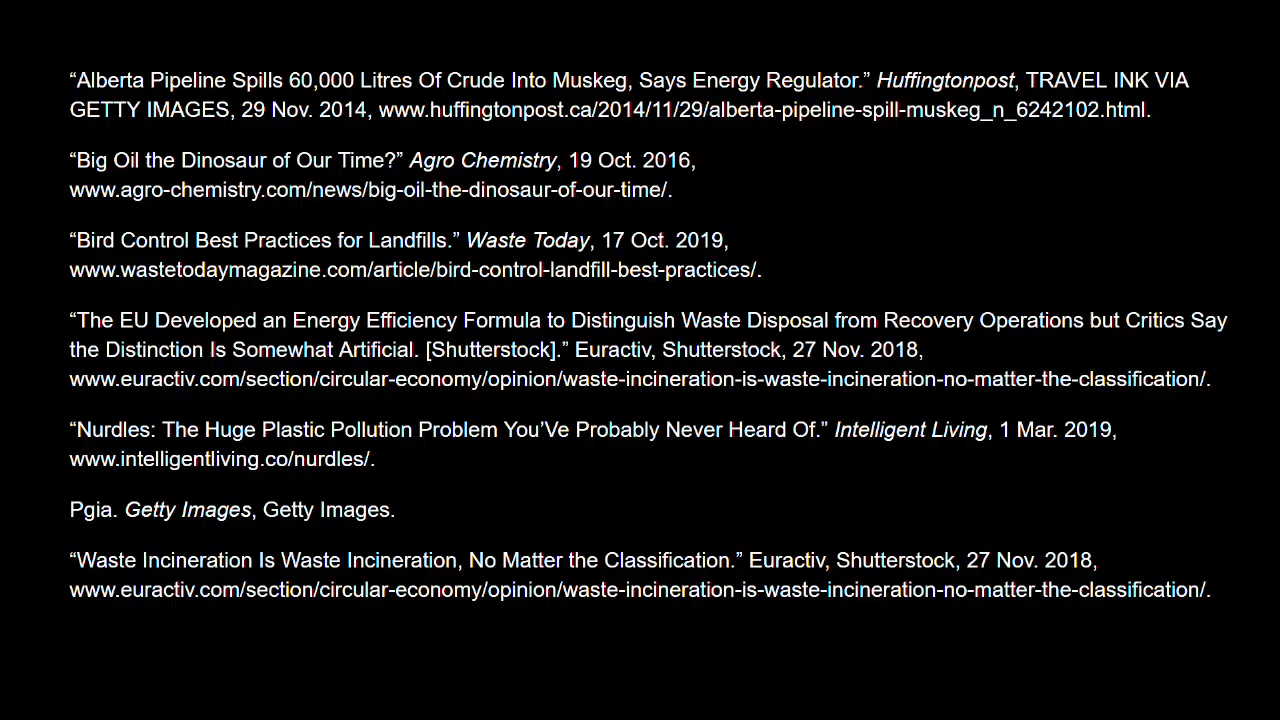 “Alberta Pipeline Spills 60,000 Litres Of Crude Into Muskeg, Says Energy Regulator.” Huffingtonpost, TRAVEL INK VIA
GETTY IMAGES, 29 Nov. 2014, www.huffingtonpost.ca/2014/11/29/alberta-pipeline-spill-muskeg_n_6242102.html.
“Big Oil the Dinosaur of Our Time?” Agro Chemistry, 19 Oct. 2016,
www.agro-chemistry.com/news/big-oil-the-dinosaur-of-our-time/.
“Bird Control Best Practices for Landfills.” Waste Today, 17 Oct. 2019,
www.wastetodaymagazine.com/article/bird-control-landfill-best-practices/.
“The EU Developed an Energy Efficiency Formula to Distinguish Waste Disposal from Recovery Operations but Critics Say
the Distinction Is Somewhat Artificial. [Shutterstock].” Euractiv, Shutterstock, 27 Nov. 2018,
www.euractiv.com/section/circular-economy/opinion/waste-incineration-is-waste-incineration-no-matter-the-classification/.
“Nurdles: The Huge Plastic Pollution Problem You’Ve Probably Never Heard Of.” Intelligent Living, 1 Mar. 2019,
www.intelligentliving.co/nurdles/.
Pgia. Getty Images, Getty Images.
“Waste Incineration Is Waste Incineration, No Matter the Classification.” Euractiv, Shutterstock, 27 Nov. 2018,
www.euractiv.com/section/circular-economy/opinion/waste-incineration-is-waste-incineration-no-matter-the-classification/.